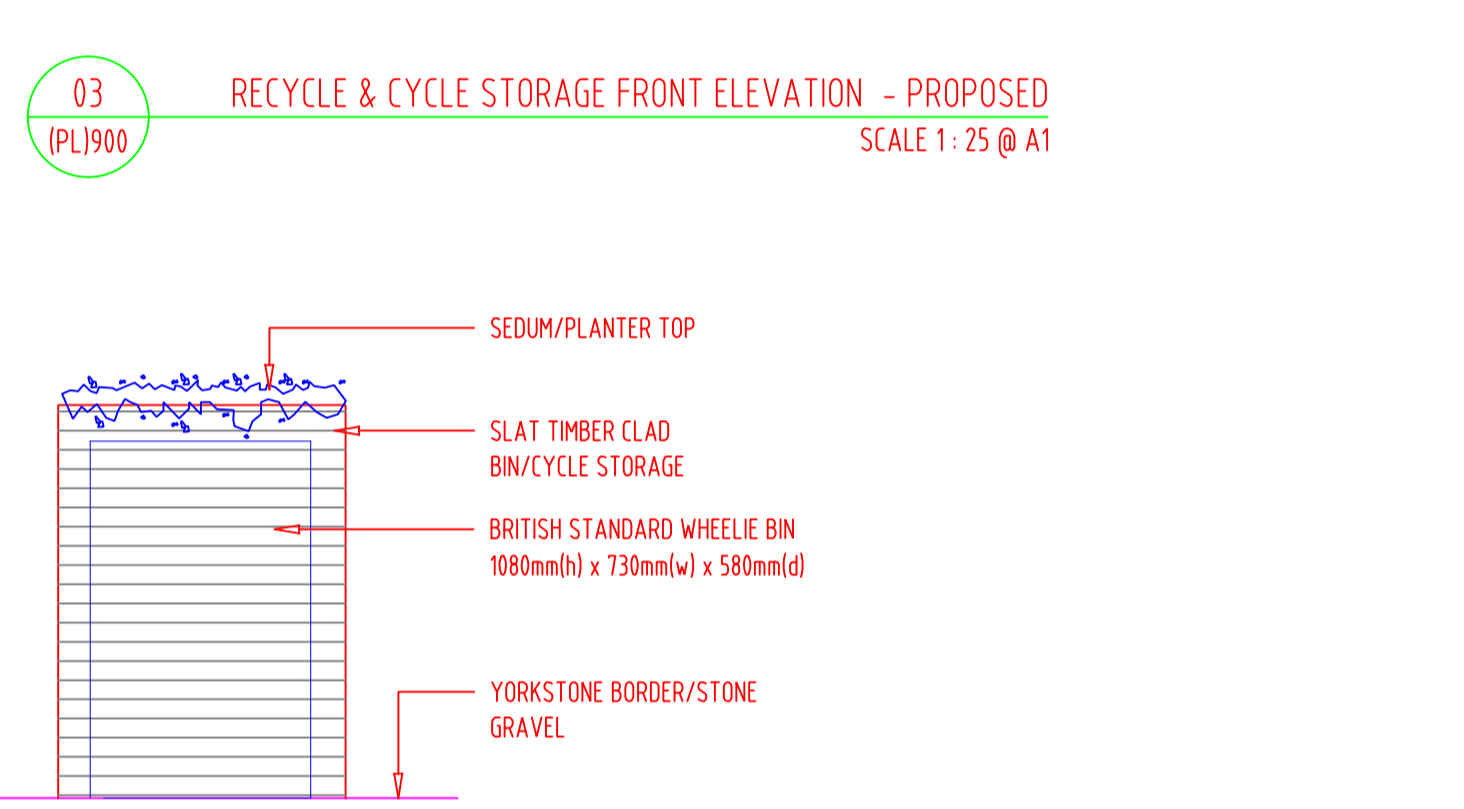 03
(PL)900
RECYCLE & CYCLE STORAGE FRONT ELEVATION - PROPOSED
SCALE 1 : 25 @ A1
SEDUM/PLANTER TOP
SLAT TIMBER CLAD
BIN/CYCLE STORAGE
BRITISH STANDARD WHEELIE BIN
1080mm(h) x 730mm(w) x 580mm(d)
YORKSTONE BORDER/STONE
GRAVEL